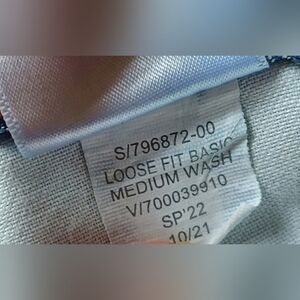 S/796872-00
LOOSE FIT BASIC
MEDIUM WASH
V/700039910
SP'22
10/21